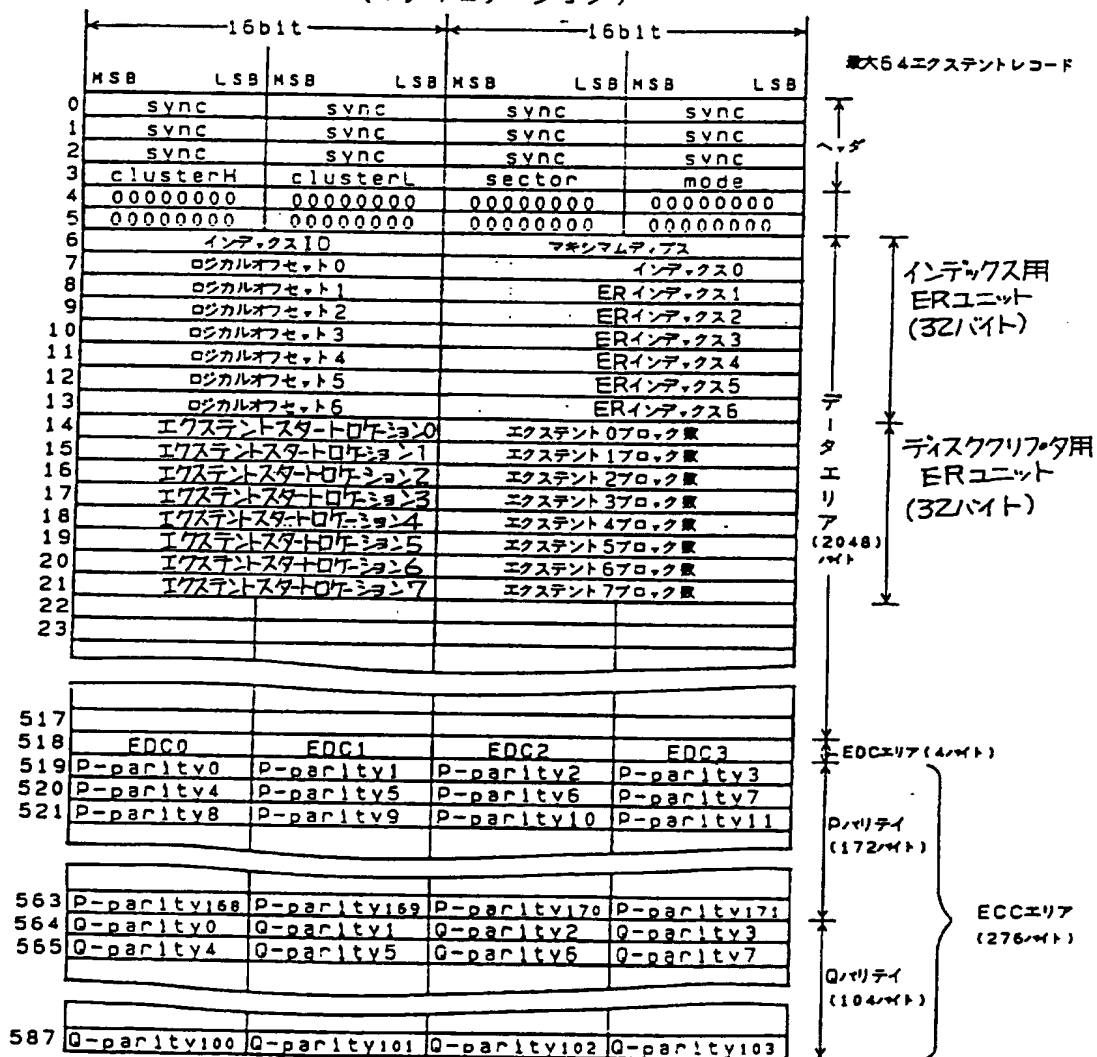 16bit 16bit
最大64エクステントレコード
MSB LSB MSB LSB MSB LSB MSB LSB
0 sync sync sync sync
1 sync sync sync sync
2 sync sync sync sync
ヘッダ
3 clusterH clusterL sector mode
4 00000000 00000000 00000000 00000000
5 00000000 00000000 00000000 00000000
6 インデックスID マキシマムディプス
7 ロジカルオフセット0 インデックス0
8 ロジカルオフセット1 ERインデックス1
9 ロジカルオフセット2 ERインデックス2
10 ロジカルオフセット3 ERインデックス3
11 ロジカルオフセット4 ERインデックス4
12 ロジカルオフセット5 ERインデックス5
13 ロジカルオフセット6 ERインデックス6
インデックス用
ERユニット
(32バイト)
14 エクステントスタートロケーション0 エクステント0ブロック数
15 エクステントスタートロケーション1 エクステント1ブロック数
16 エクステントスタートロケーション2 エクステント2ブロック数
17 エクステントスタートロケーション3 エクステント3ブロック数
18 エクステントスタートロケーション4 エクステント4ブロック数
19 エクステントスタートロケーション5 エクステント5ブロック数
20 エクステントスタートロケーション6 エクステント6ブロック数
21 エクステントスタートロケーション7 エクステント7ブロック数
22
23
ディスククリプタ用
ERユニット
(32バイト)
データエリア
(2048)
バイト
517
518 EDC0 EDC1 EDC2 EDC3
EDCエリア(4バイト)
519 P-parity0 P-parity1 P-parity2 P-parity3
520 P-parity4 P-parity5 P-parity6 P-parity7
521 P-parity8 P-parity9 P-parity10 P-parity11
Pパリテイ
(172バイト)
563 P-parity168 P-parity169 P-parity170 P-parity171
564 Q-parity0 Q-parity1 Q-parity2 Q-parity3
565 Q-parity4 Q-parity5 Q-parity6 Q-parity7
ECCエリア
(276バイト)
Qパリテイ
(104バイト)
587 Q-parity100 Q-parity101 Q-parity102 Q-parity103